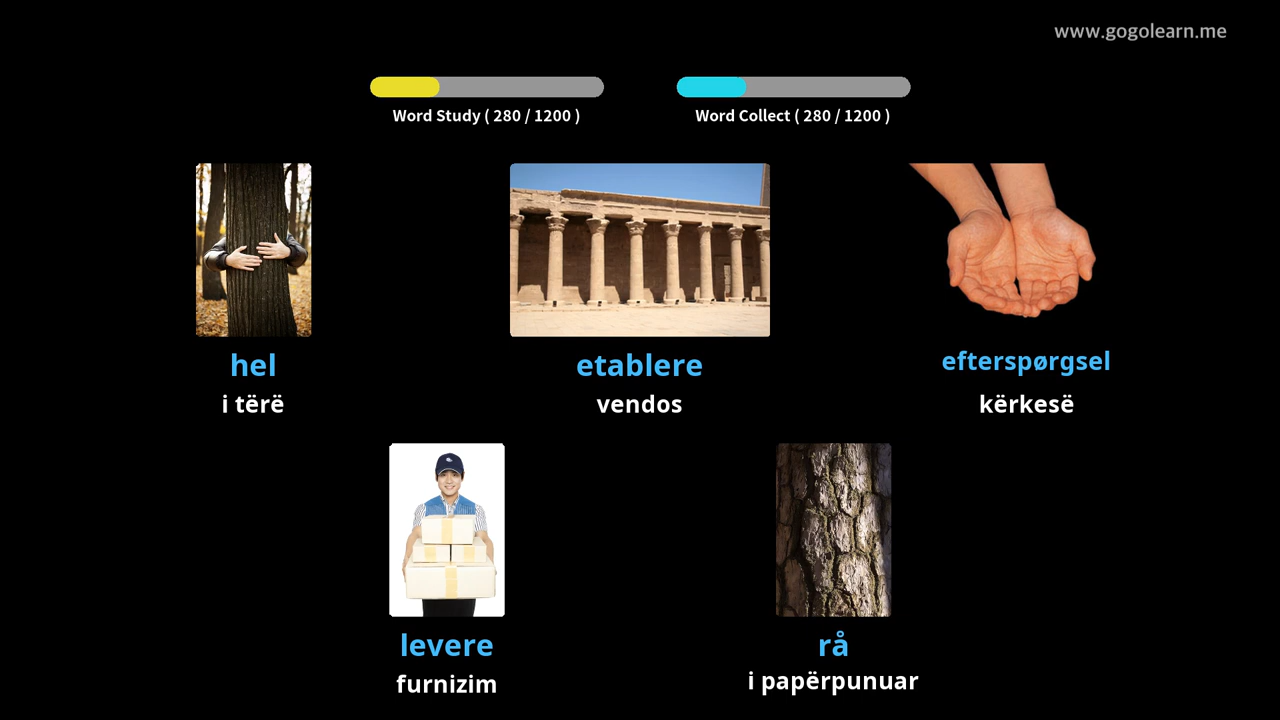 www.gogolearn.me
Word Study ( 280 / 1200 )
Word Collect ( 280 / 1200 )
hel
i tërë
etablere
vendos
efterspørgsel
kërkesë
levere
furnizim
rå
i papërpunuar